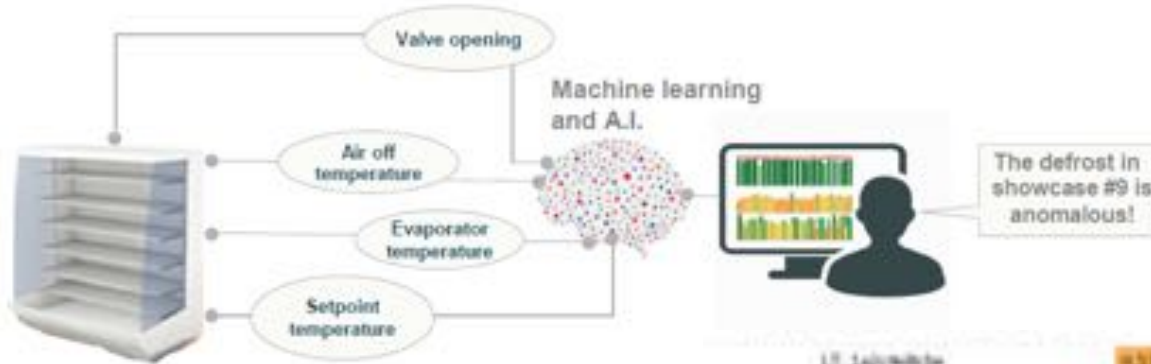 Valve opening
Machine learning
and A.I.
Air off
temperature
The defrost in
showcase #9 is
anomalous!
Evaporator
temperature
Setpoint
temperature